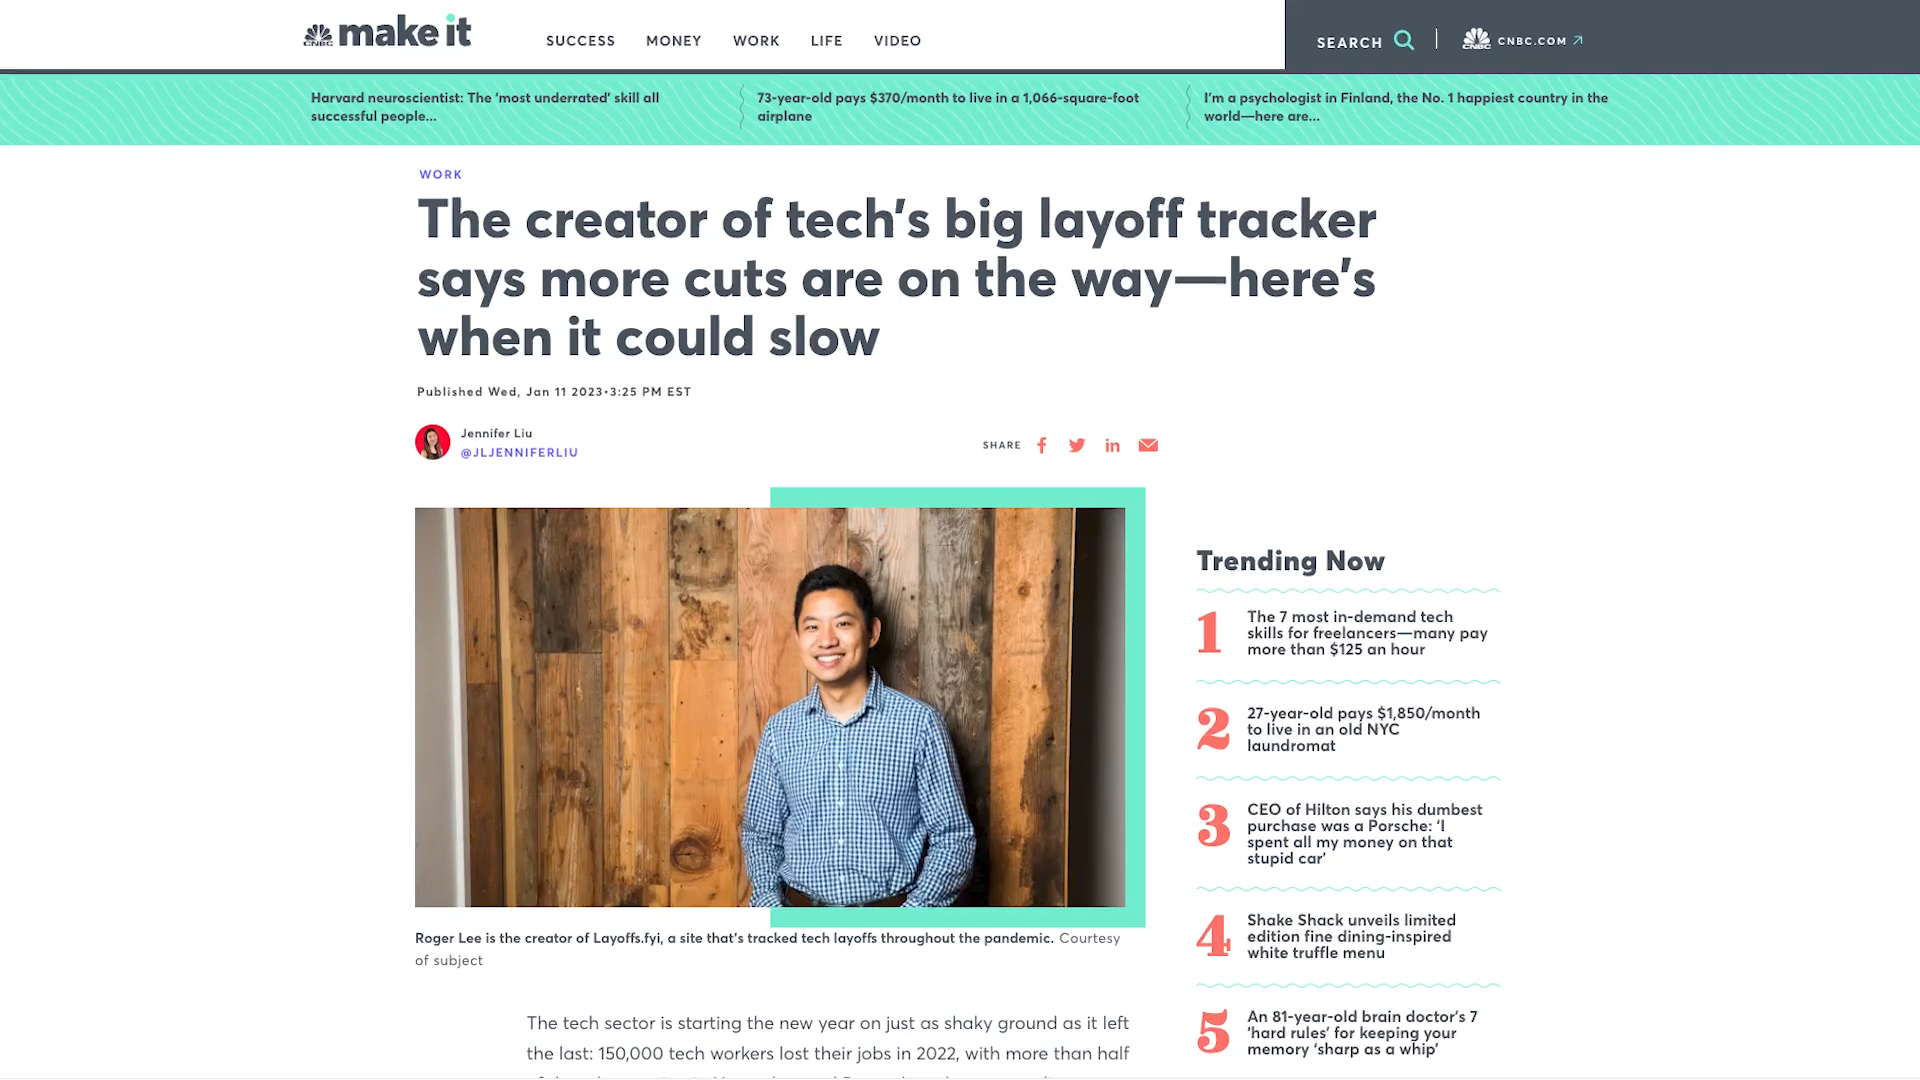 CNBC make it
SUCCESS MONEY WORK LIFE VIDEO
SEARCH
CNBC CNBC.COM
Harvard neuroscientist: The 'most underrated' skill all
successful people...
73-year-old pays $370/month to live in a 1,066-square-foot
airplane
I'm a psychologist in Finland, the No. 1 happiest country in the
world—here are...
WORK
The creator of tech's big layoff tracker
says more cuts are on the way—here's
when it could slow
Published Wed, Jan 11 2023•3:25 PM EST
Jennifer Liu
@JLJENNIFERLIU
SHARE
Roger Lee is the creator of Layoffs.fyi, a site that's tracked tech layoffs throughout the pandemic. Courtesy
of subject
The tech sector is starting the new year on just as shaky ground as it left
the last: 150,000 tech workers lost their jobs in 2022, with more than half
Trending Now
1 The 7 most in-demand tech
skills for freelancers—many pay
more than $125 an hour
2 27-year-old pays $1,850/month
to live in an old NYC
laundromat
3 CEO of Hilton says his dumbest
purchase was a Porsche: 'I
spent all my money on that
stupid car'
4 Shake Shack unveils limited
edition fine dining-inspired
white truffle menu
5 An 81-year-old brain doctor's 7
'hard rules' for keeping your
memory 'sharp as a whip'